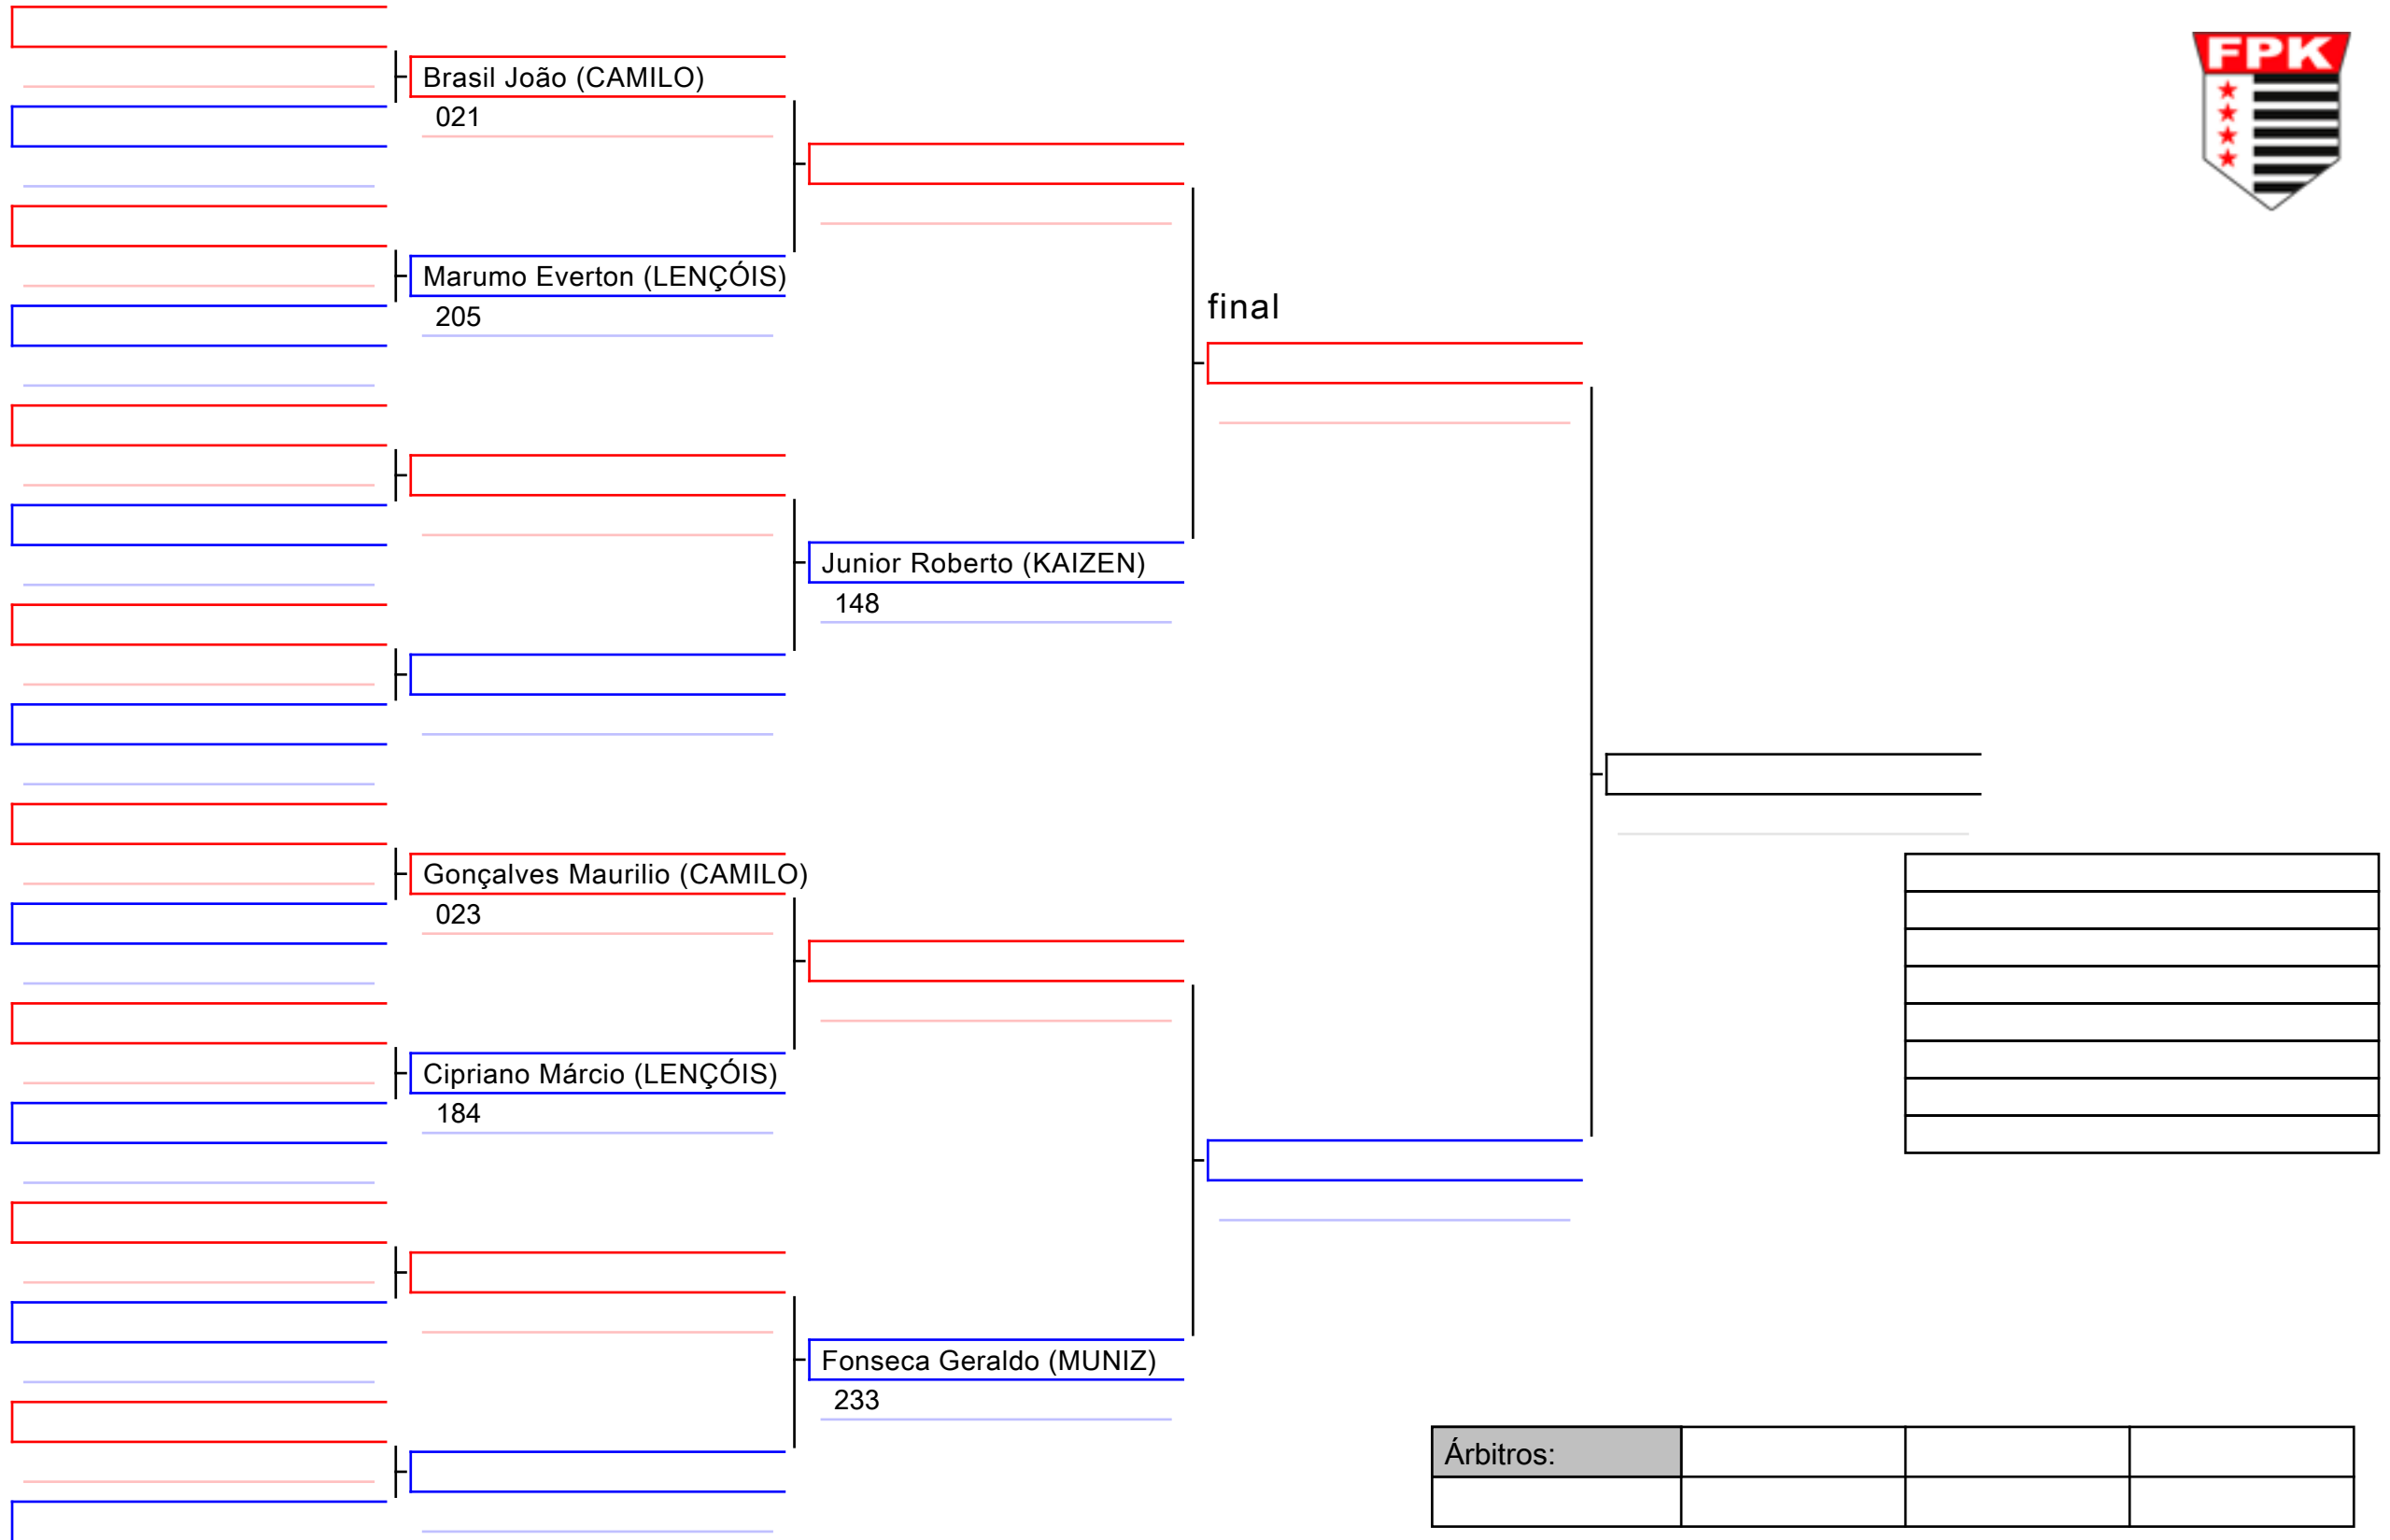 FPK
Brasil João (CAMILO)
021
Marumo Everton (LENÇÓIS)
205
final
Junior Roberto (KAIZEN)
148
Gonçalves Maurilio (CAMILO)
023
Cipriano Márcio (LENÇÓIS)
184
Fonseca Geraldo (MUNIZ)
233
Árbitros: